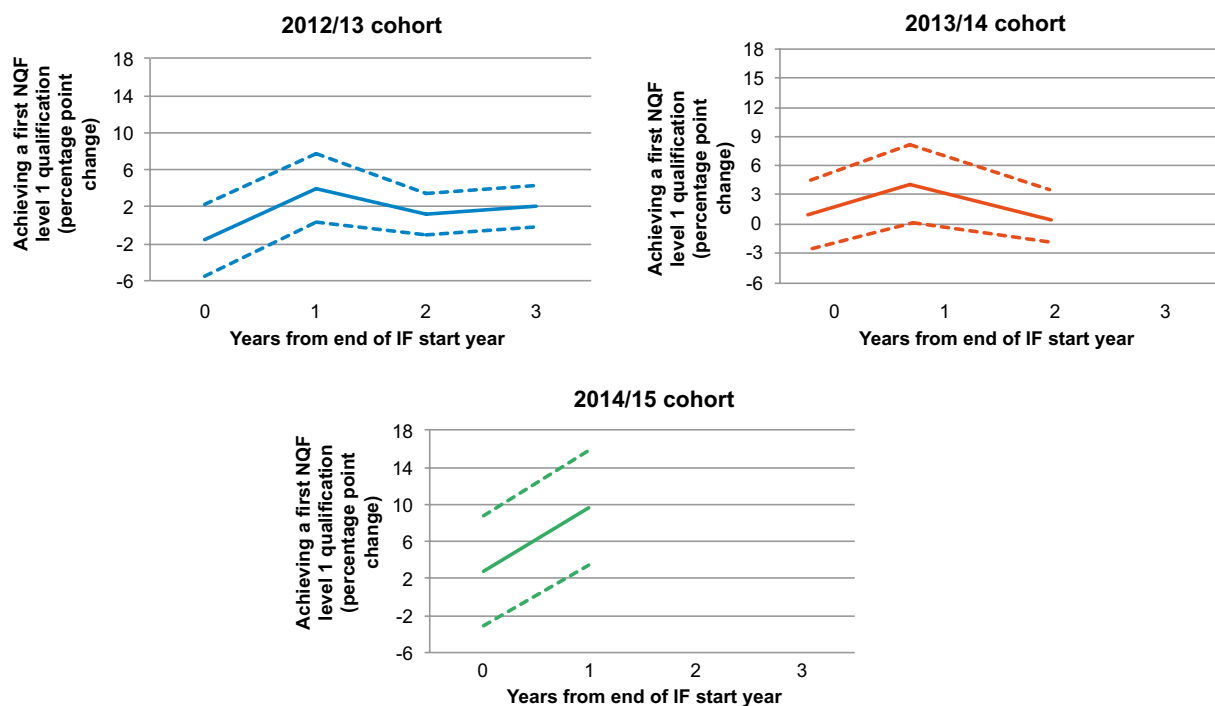 2012/13 cohort
Achieving a first NQF
level 1 qualification
(percentage point
change)
18
14
10
6
2
-2
-6
0 1 2 3
Years from end of IF start year
2013/14 cohort
Achieving a first NQF
level 1 qualification
(percentage point
change)
18
15
12
9
6
3
0
-3
-6
0 1 2 3
Years from end of IF start year
2014/15 cohort
Achieving a first NQF
level 1 qualification
(percentage point
change)
18
14
10
6
2
-2
-6
0 1 2 3
Years from end of IF start year